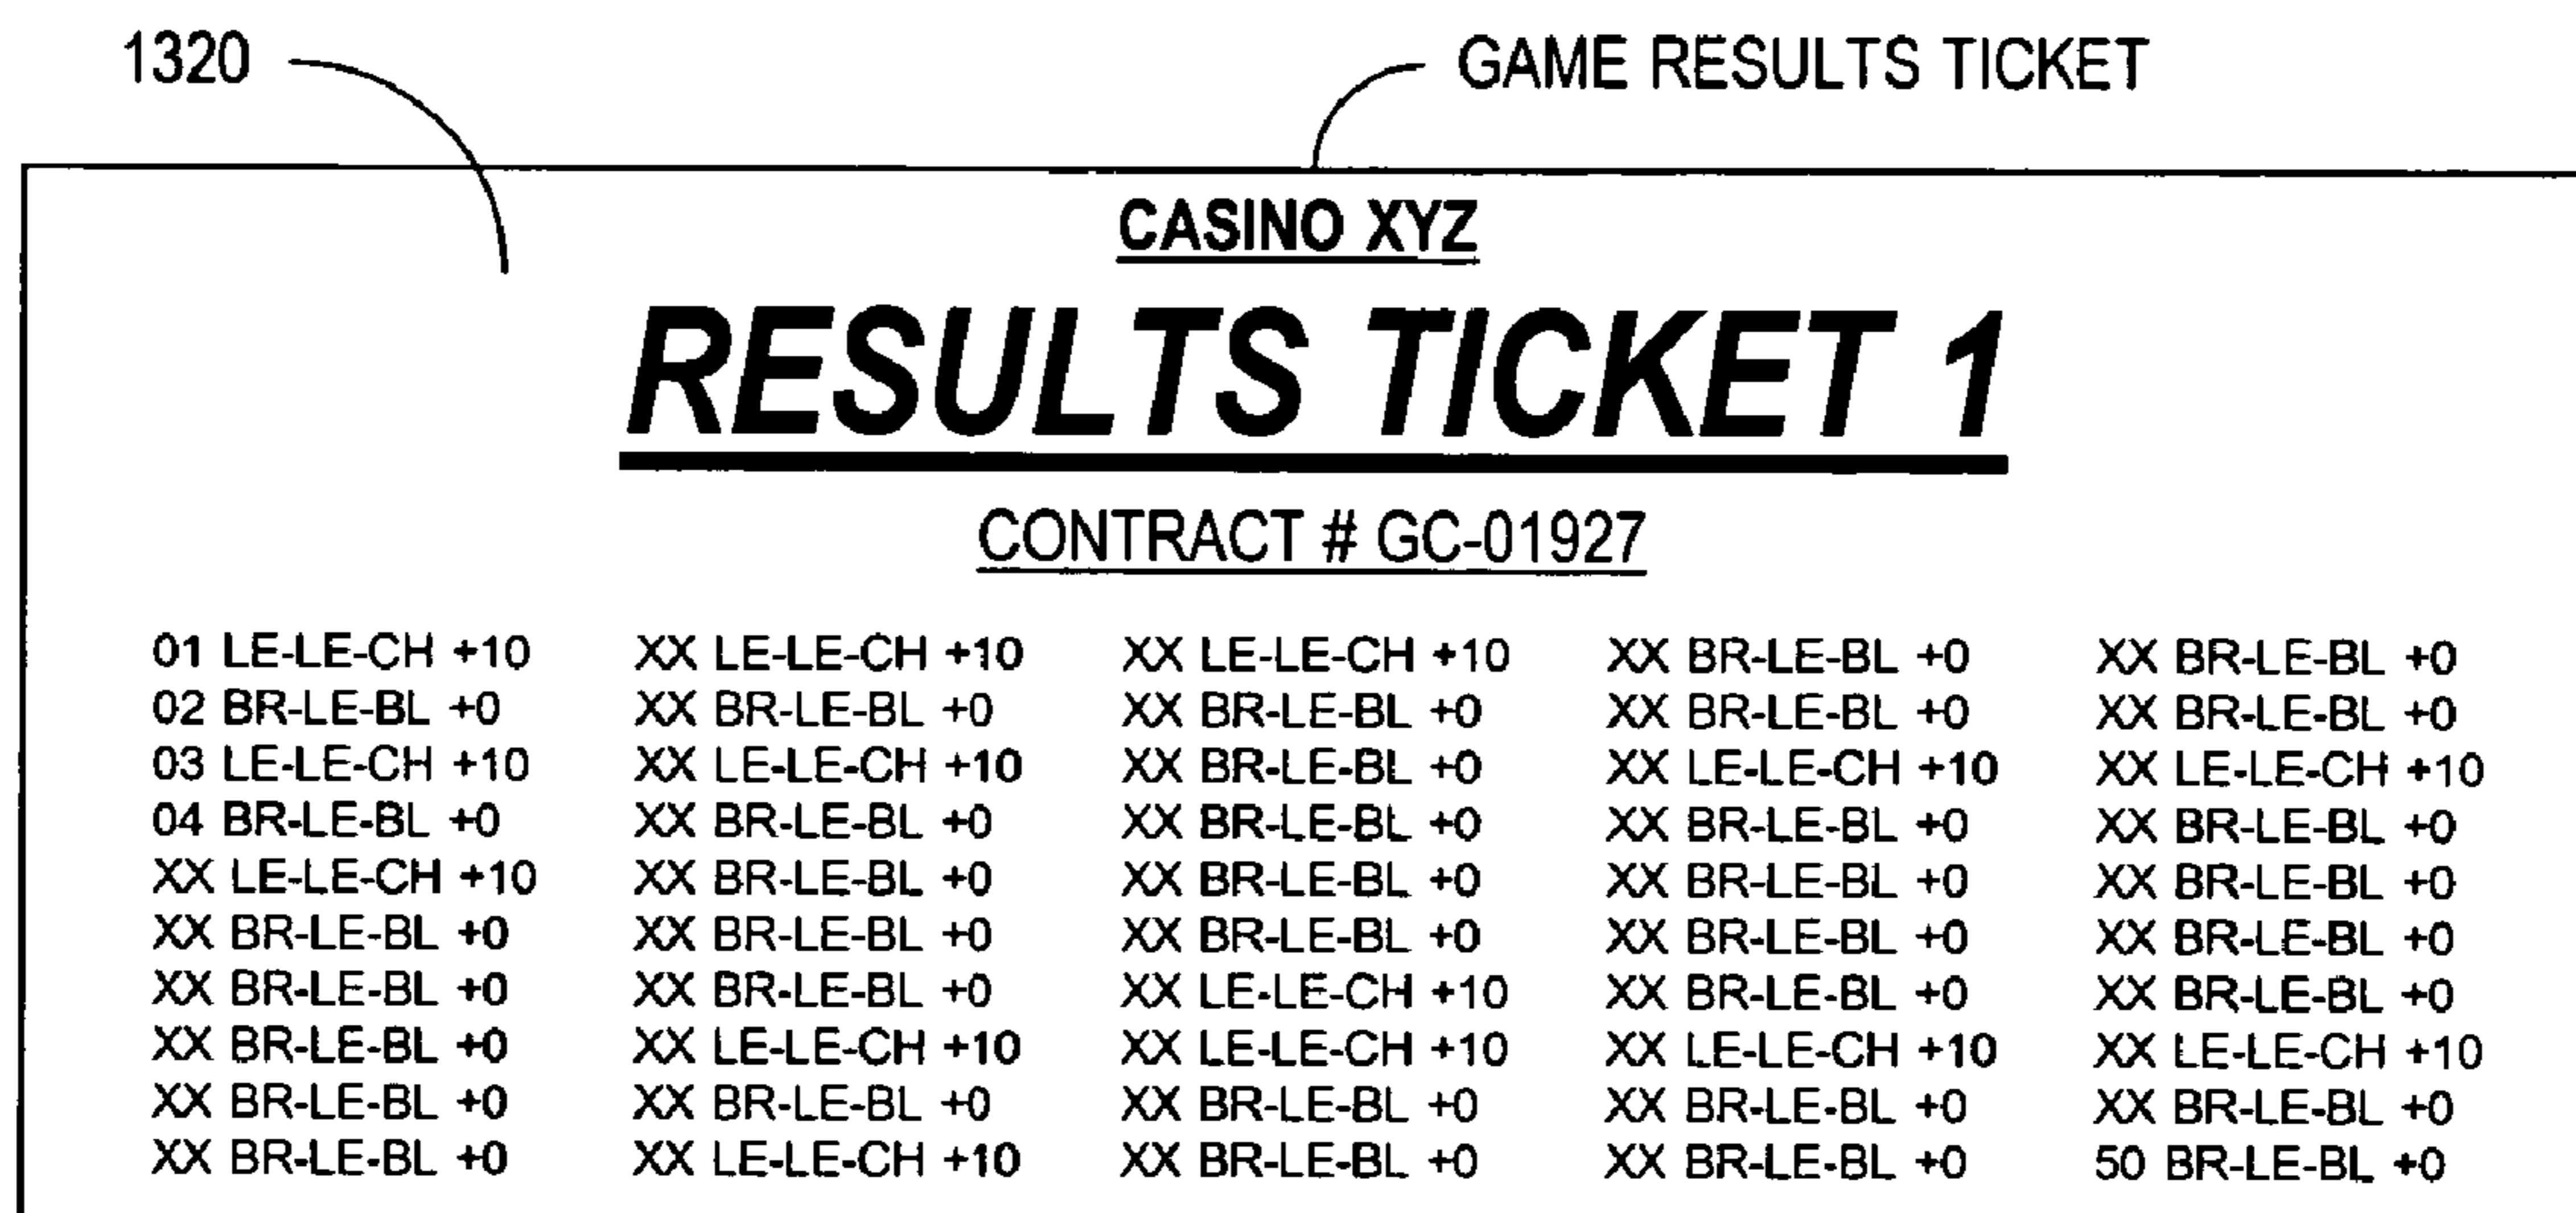 1320 GAME RESULTS TICKET
CASINO XYZ
RESULTS TICKET 1
CONTRACT # GC-01927
01 LE-LE-CH +10 XX LE-LE-CH +10 XX LE-LE-CH +10 XX BR-LE-BL +0 XX BR-LE-BL +0
02 BR-LE-BL +0 XX BR-LE-BL +0 XX BR-LE-BL +0 XX BR-LE-BL +0 XX BR-LE-BL +0
03 LE-LE-CH +10 XX LE-LE-CH +10 XX BR-LE-BL +0 XX LE-LE-CH +10 XX LE-LE-CH +10
04 BR-LE-BL +0 XX BR-LE-BL +0 XX BR-LE-BL +0 XX BR-LE-BL +0 XX BR-LE-BL +0
XX LE-LE-CH +10 XX BR-LE-BL +0 XX BR-LE-BL +0 XX BR-LE-BL +0 XX BR-LE-BL +0
XX BR-LE-BL +0 XX BR-LE-BL +0 XX BR-LE-BL +0 XX BR-LE-BL +0 XX BR-LE-BL +0
XX BR-LE-BL +0 XX BR-LE-BL +0 XX LE-LE-CH +10 XX BR-LE-BL +0 XX BR-LE-BL +0
XX BR-LE-BL +0 XX LE-LE-CH +10 XX LE-LE-CH +10 XX LE-LE-CH +10 XX LE-LE-CH +10
XX BR-LE-BL +0 XX BR-LE-BL +0 XX BR-LE-BL +0 XX BR-LE-BL +0 XX BR-LE-BL +0
XX BR-LE-BL +0 XX LE-LE-CH +10 XX BR-LE-BL +0 XX BR-LE-BL +0 50 BR-LE-BL +0